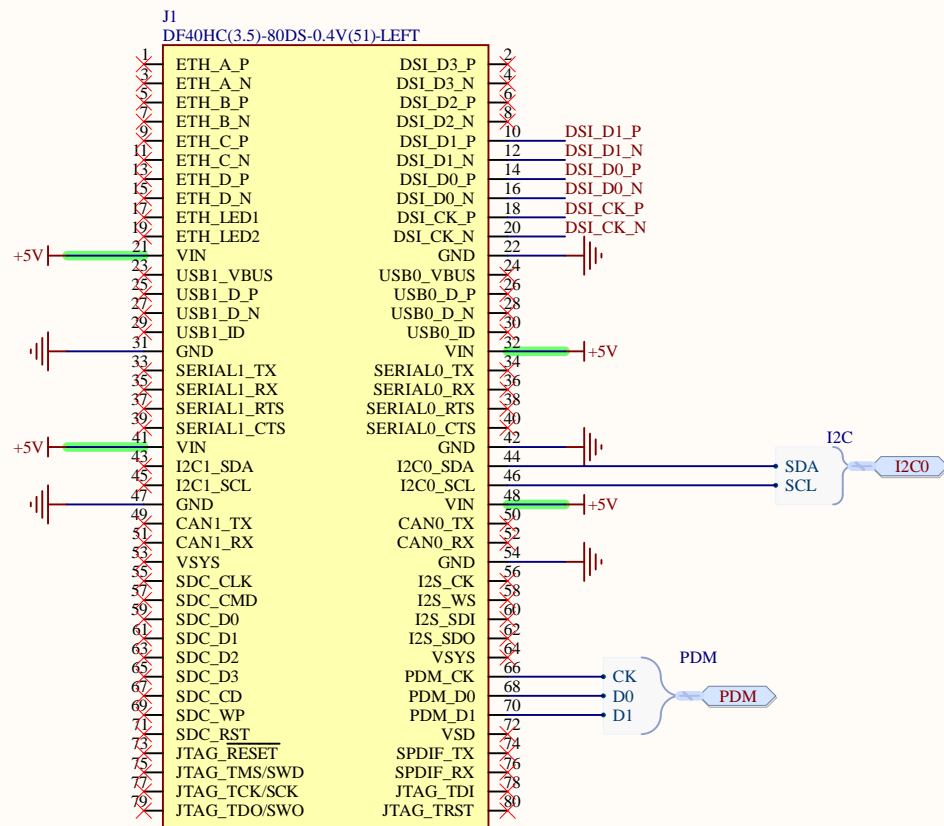 J1
DF40HC(3.5)-80DS-0.4V(51)-LEFT
1 ETH_A_P DSI_D3_P 2
3 ETH_A_N DSI_D3_N 4
5 ETH_B_P DSI_D2_P 6
7 ETH_B_N DSI_D2_N 8
9 ETH_C_P DSI_D1_P 10 DSI_D1_P
11 ETH_C_N DSI_D1_N 12 DSI_D1_N
13 ETH_D_P DSI_D0_P 14 DSI_D0_P
15 ETH_D_N DSI_D0_N 16 DSI_D0_N
17 ETH_LED1 DSI_CK_P 18 DSI_CK_P
19 ETH_LED2 DSI_CK_N 20 DSI_CK_N
+5V 21 VIN GND 22
23 USB1_VBUS USB0_VBUS 24
25 USB1_D_P USB0_D_P 26
27 USB1_D_N USB0_D_N 28
29 USB1_ID USB0_ID 30
31 GND VIN 32 +5V
33 SERIAL1_TX SERIAL0_TX 34
35 SERIAL1_RX SERIAL0_RX 36
37 SERIAL1_RTS SERIAL0_RTS 38
39 SERIAL1_CTS SERIAL0_CTS 40
+5V 41 VIN GND 42 I2C
43 I2C1_SDA I2C0_SDA 44 SDA I2C0
45 I2C1_SCL I2C0_SCL 46 SCL
47 GND VIN 48 +5V
49 CAN1_TX CAN0_TX 50
51 CAN1_RX CAN0_RX 52
53 VSYS GND 54
55 SDC_CLK I2S_CK 56
57 SDC_CMD I2S_WS 58
59 SDC_D0 I2S_SDI 60
61 SDC_D1 I2S_SDO 62
63 SDC_D2 VSYS 64 PDM
65 SDC_D3 PDM_CK 66 CK
67 SDC_CD PDM_D0 68 D0 PDM
69 SDC_WP PDM_D1 70 D1
71 SDC_RST VSD 72
73 JTAG_RESET SPDIF_TX 74
75 JTAG_TMS/SWD SPDIF_RX 76
77 JTAG_TCK/SCK JTAG_TDI 78
79 JTAG_TDO/SWO JTAG_TRST 80